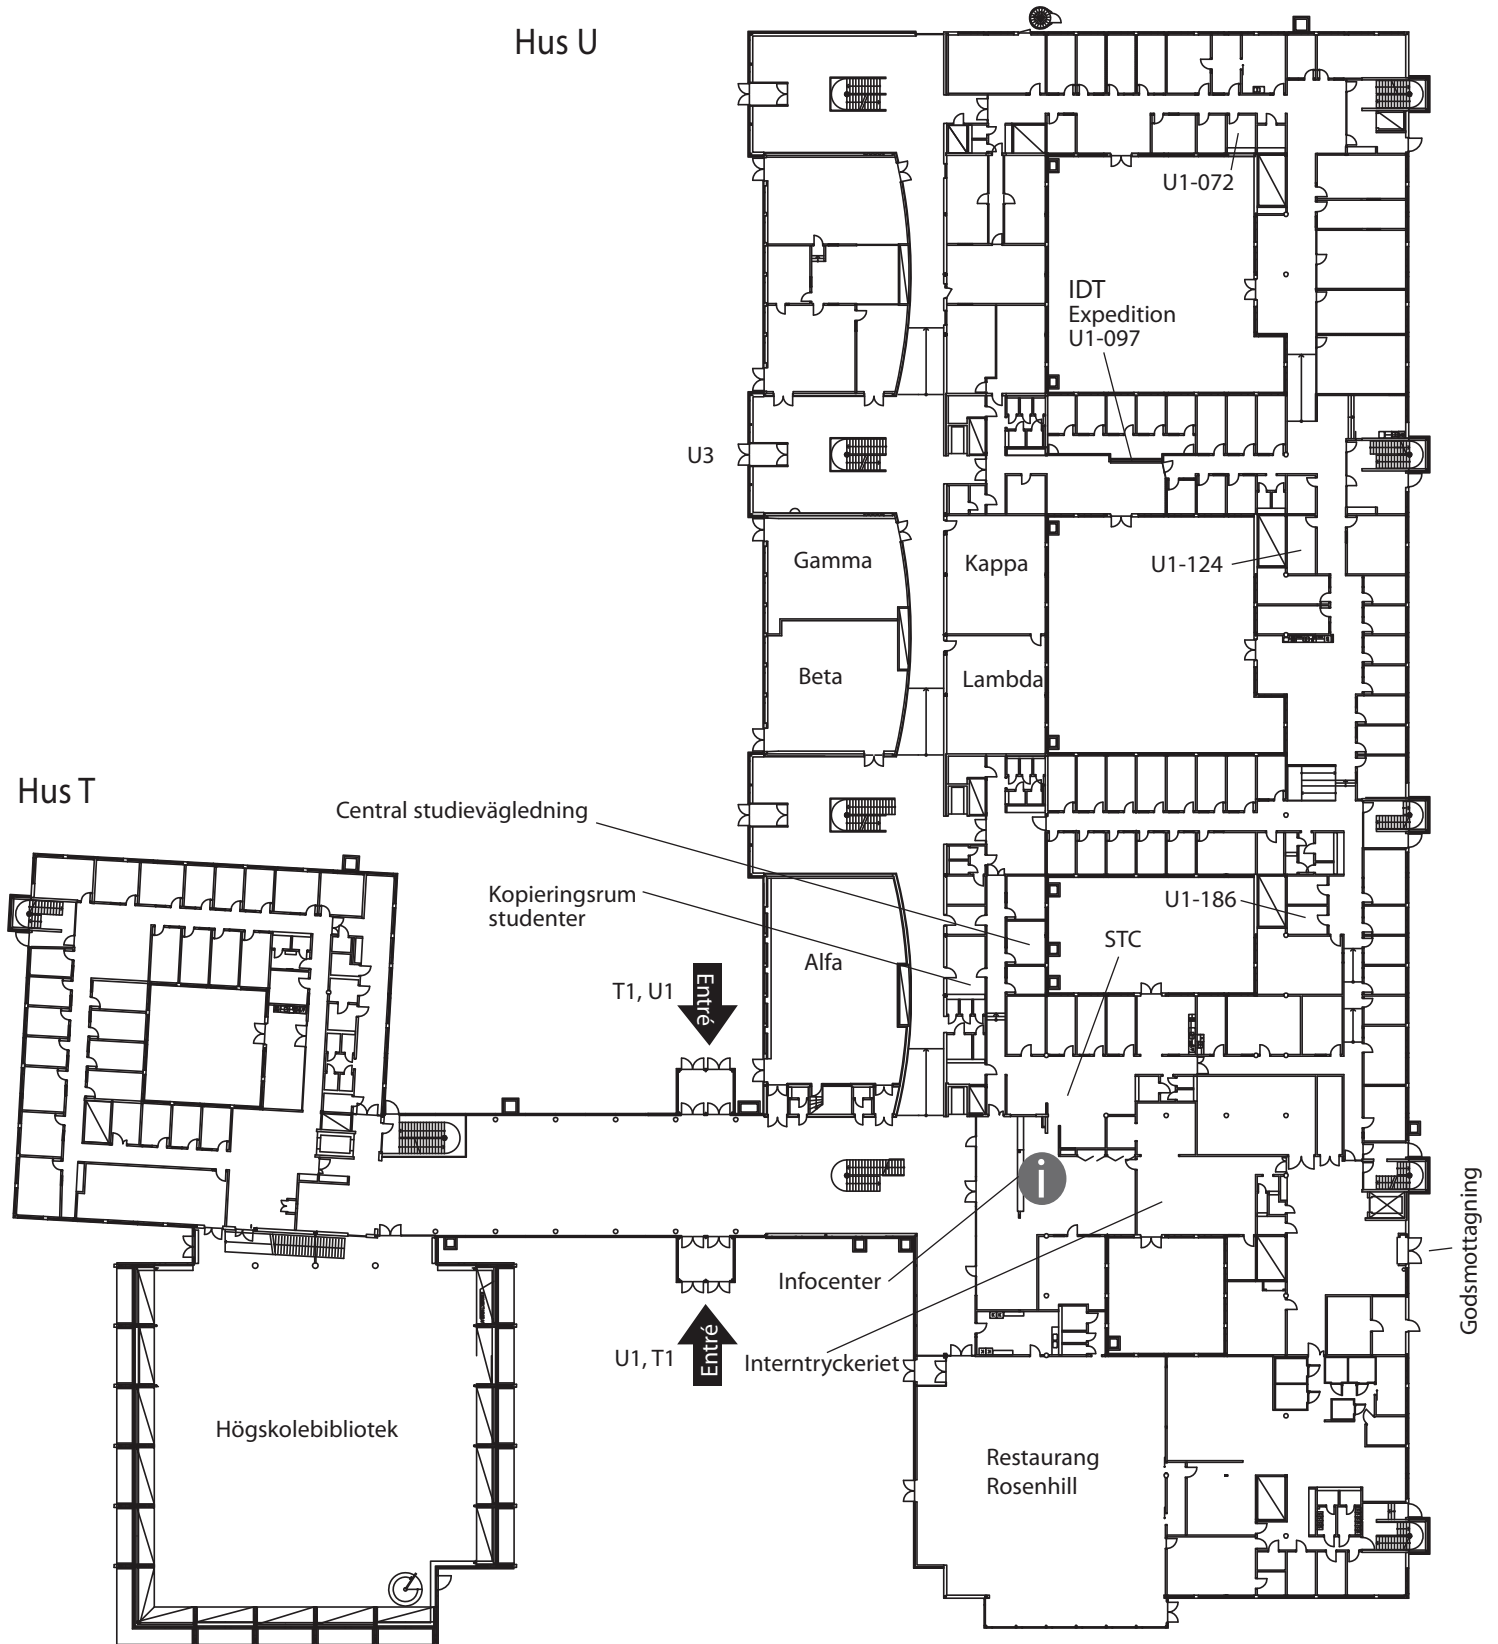 Hus U
U1-072
IDT
Expedition
U1-097
U3
Gamma
Kappa
U1-124
Beta
Lambda
Hus T
Central studievägledning
Kopieringsrum
studenter
U1-186
STC
Alfa
T1, U1
Entré
i
Godsmottagning
Infocenter
U1, T1
Entré
Interntryckeriet
Högskolebibliotek
Restaurang
Rosenhill